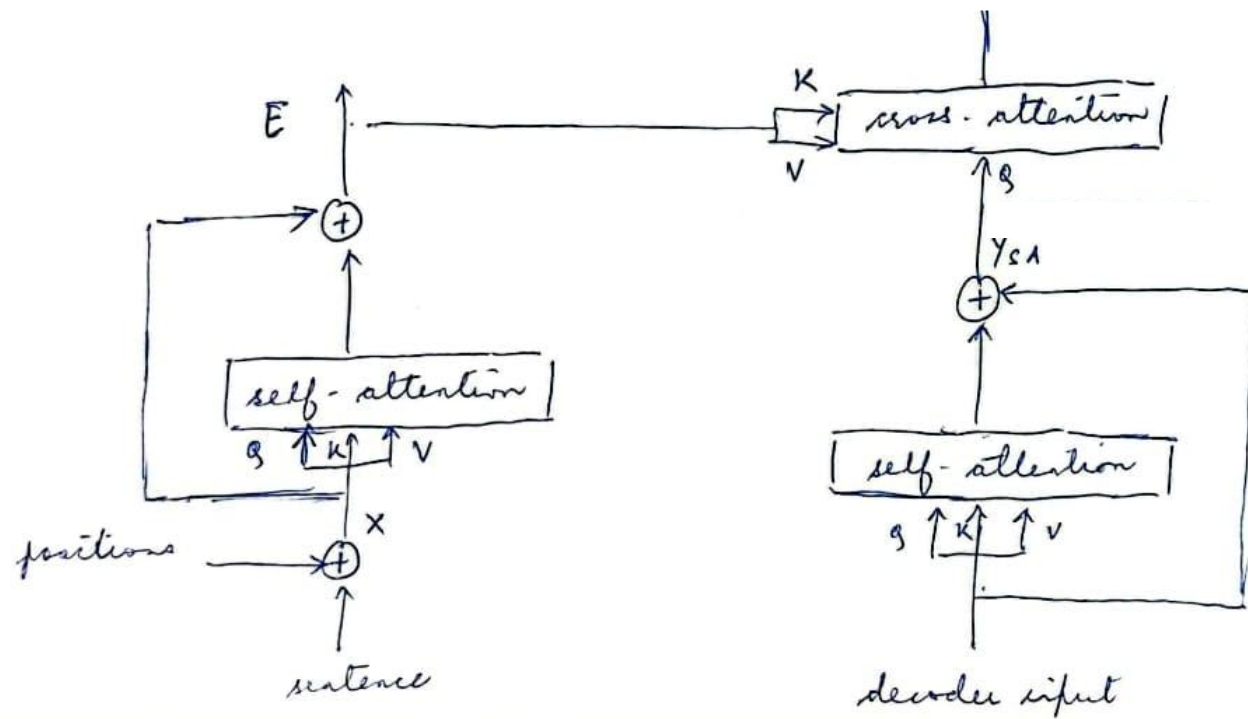 E
K
V
cross-attention
Q
YSA
self-attention
Q K V
X
positions
sentence
self-attention
Q K V
decoder input